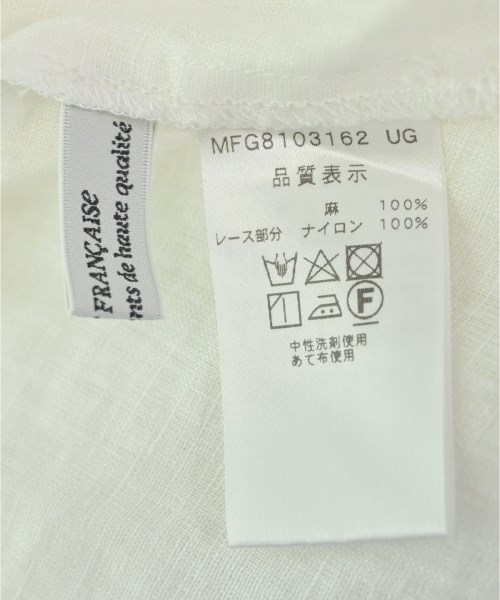 FRANÇAISE
nts de haute qualité
MFG8103162 UG
品質表示
麻 100%
レース部分 ナイロン 100%
F
中性洗剤使用
あて布使用